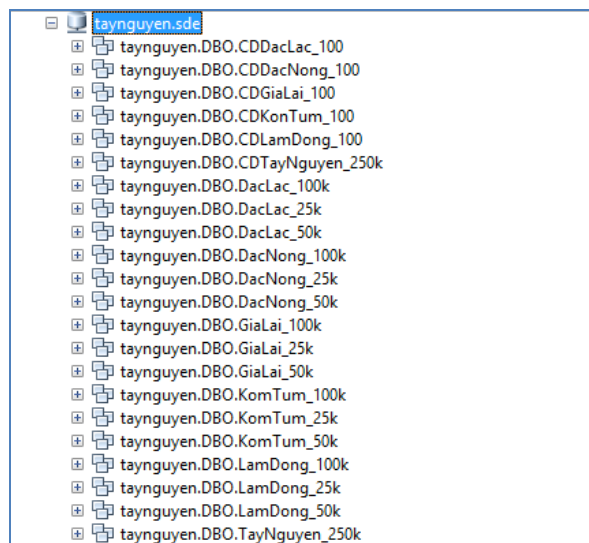 taynguyen.sde
taynguyen.DBO.CDDacLac_100
taynguyen.DBO.CDDacNong_100
taynguyen.DBO.CDGiaLai_100
taynguyen.DBO.CDKonTum_100
taynguyen.DBO.CDLamDong_100
taynguyen.DBO.CDTayNguyen_250k
taynguyen.DBO.DacLac_100k
taynguyen.DBO.DacLac_25k
taynguyen.DBO.DacLac_50k
taynguyen.DBO.DacNong_100k
taynguyen.DBO.DacNong_25k
taynguyen.DBO.DacNong_50k
taynguyen.DBO.GiaLai_100k
taynguyen.DBO.GiaLai_25k
taynguyen.DBO.GiaLai_50k
taynguyen.DBO.KomTum_100k
taynguyen.DBO.KomTum_25k
taynguyen.DBO.KomTum_50k
taynguyen.DBO.LamDong_100k
taynguyen.DBO.LamDong_25k
taynguyen.DBO.LamDong_50k
taynguyen.DBO.TayNguyen_250k